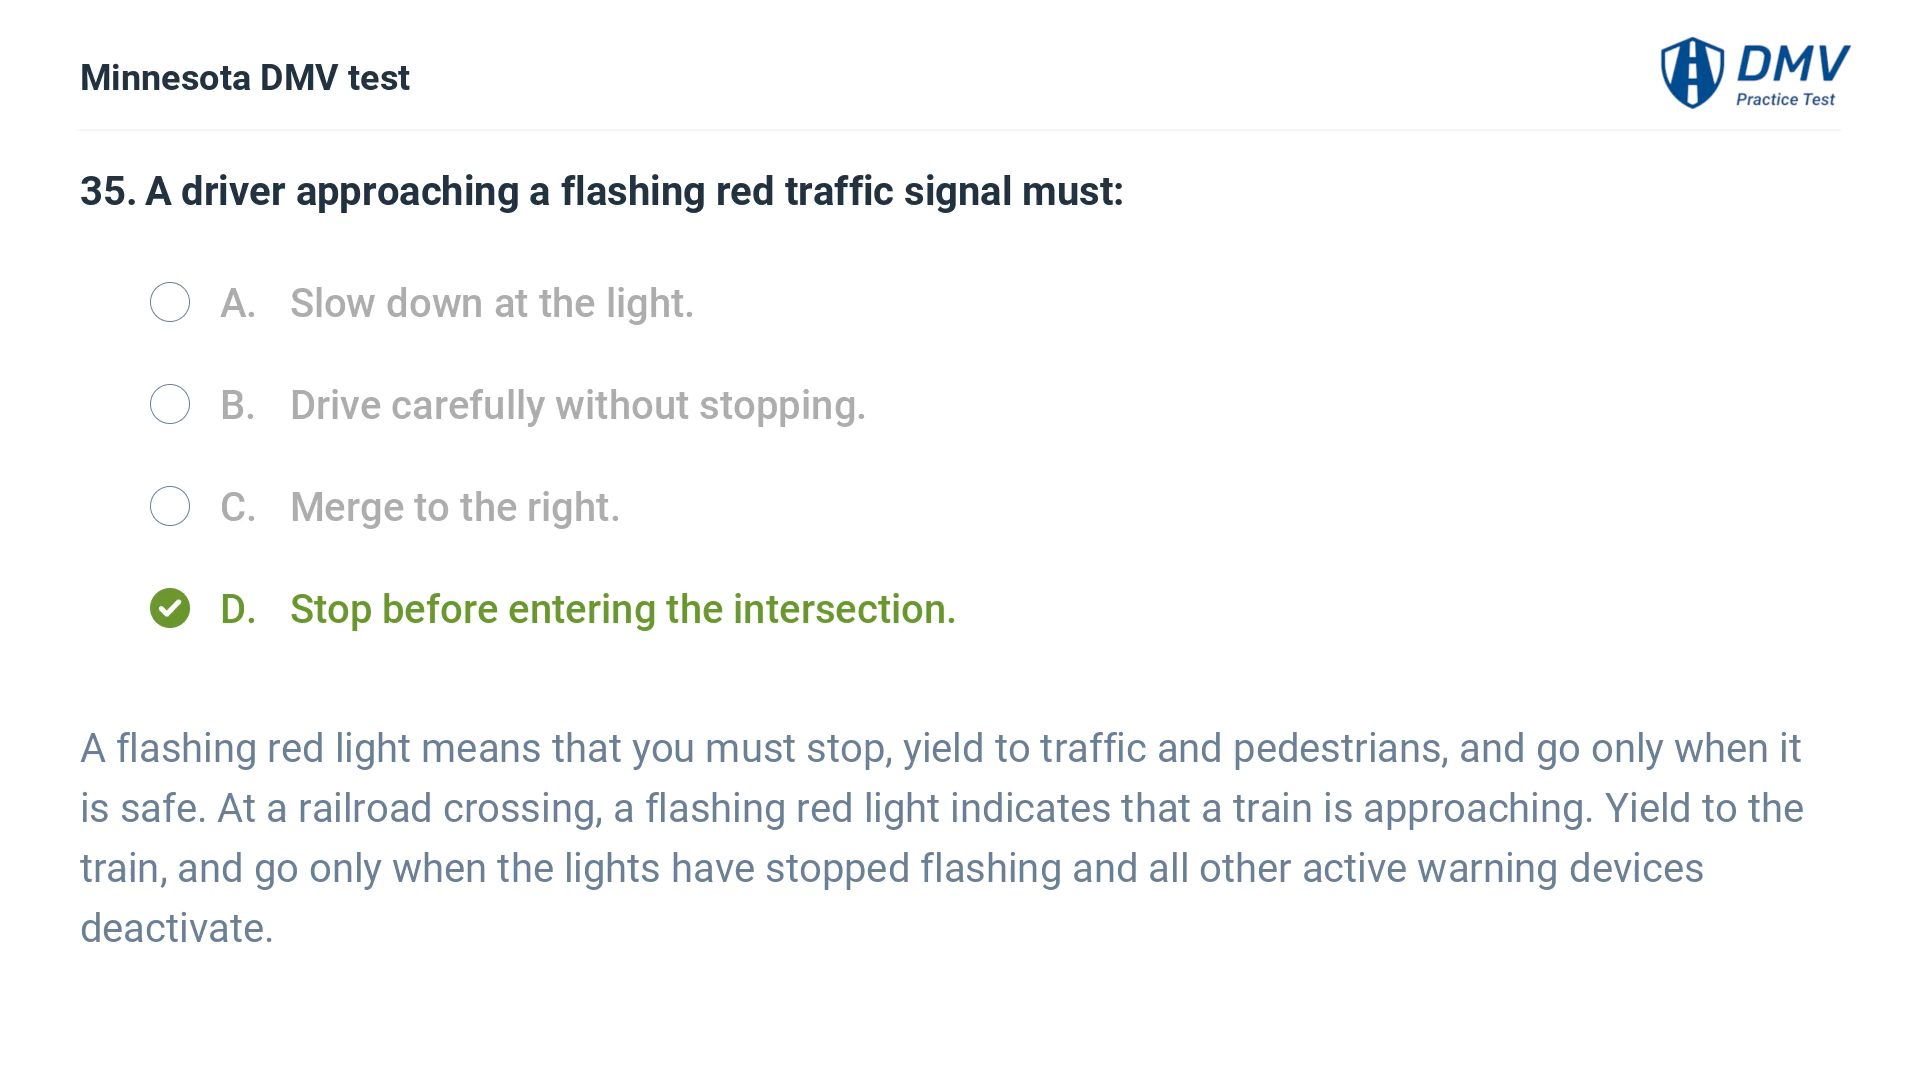 Minnesota DMV test
DMV
Practice Test
35. A driver approaching a flashing red traffic signal must:
A. Slow down at the light.
B. Drive carefully without stopping.
C. Merge to the right.
D. Stop before entering the intersection.
A flashing red light means that you must stop, yield to traffic and pedestrians, and go only when it
is safe. At a railroad crossing, a flashing red light indicates that a train is approaching. Yield to the
train, and go only when the lights have stopped flashing and all other active warning devices
deactivate.